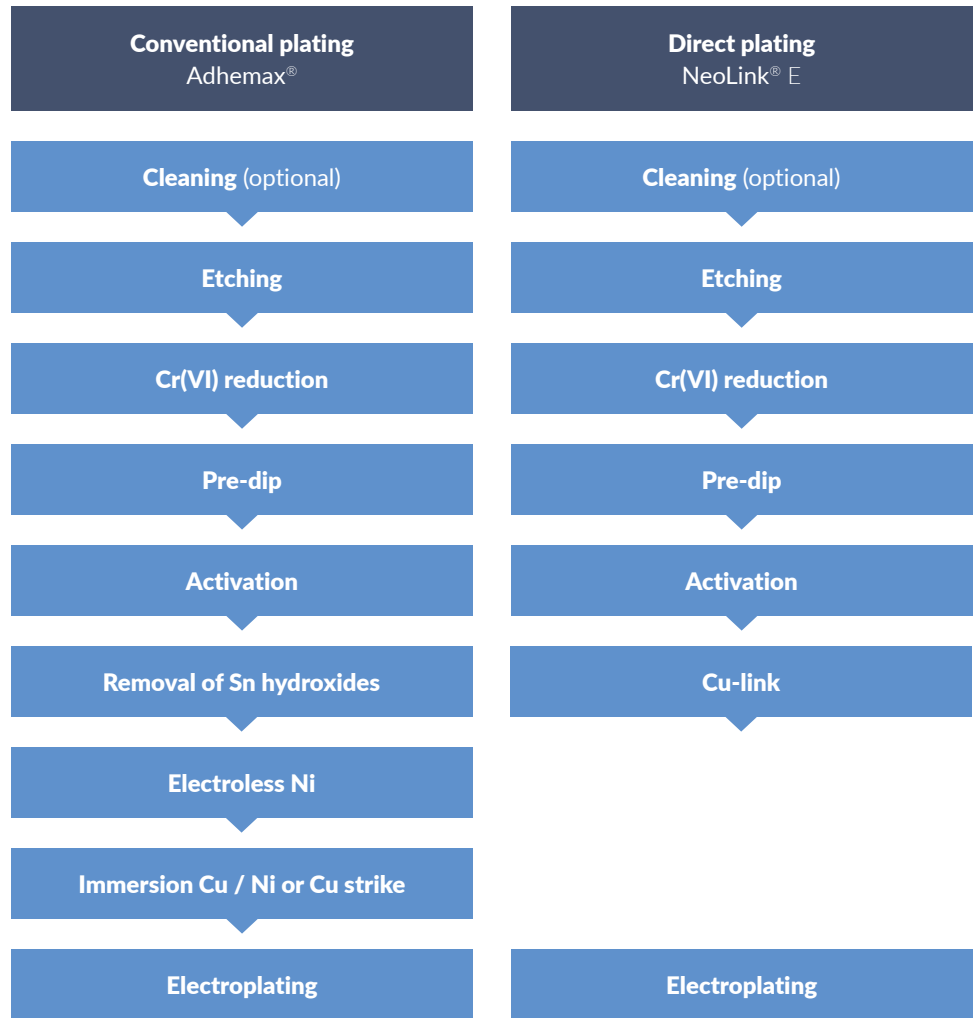 Conventional plating
Adhemax®
Cleaning (optional)
Etching
Cr(VI) reduction
Pre-dip
Activation
Removal of Sn hydroxides
Electroless Ni
Immersion Cu / Ni or Cu strike
Electroplating
Direct plating
NeoLink® E
Cleaning (optional)
Etching
Cr(VI) reduction
Pre-dip
Activation
Cu-link
Electroplating